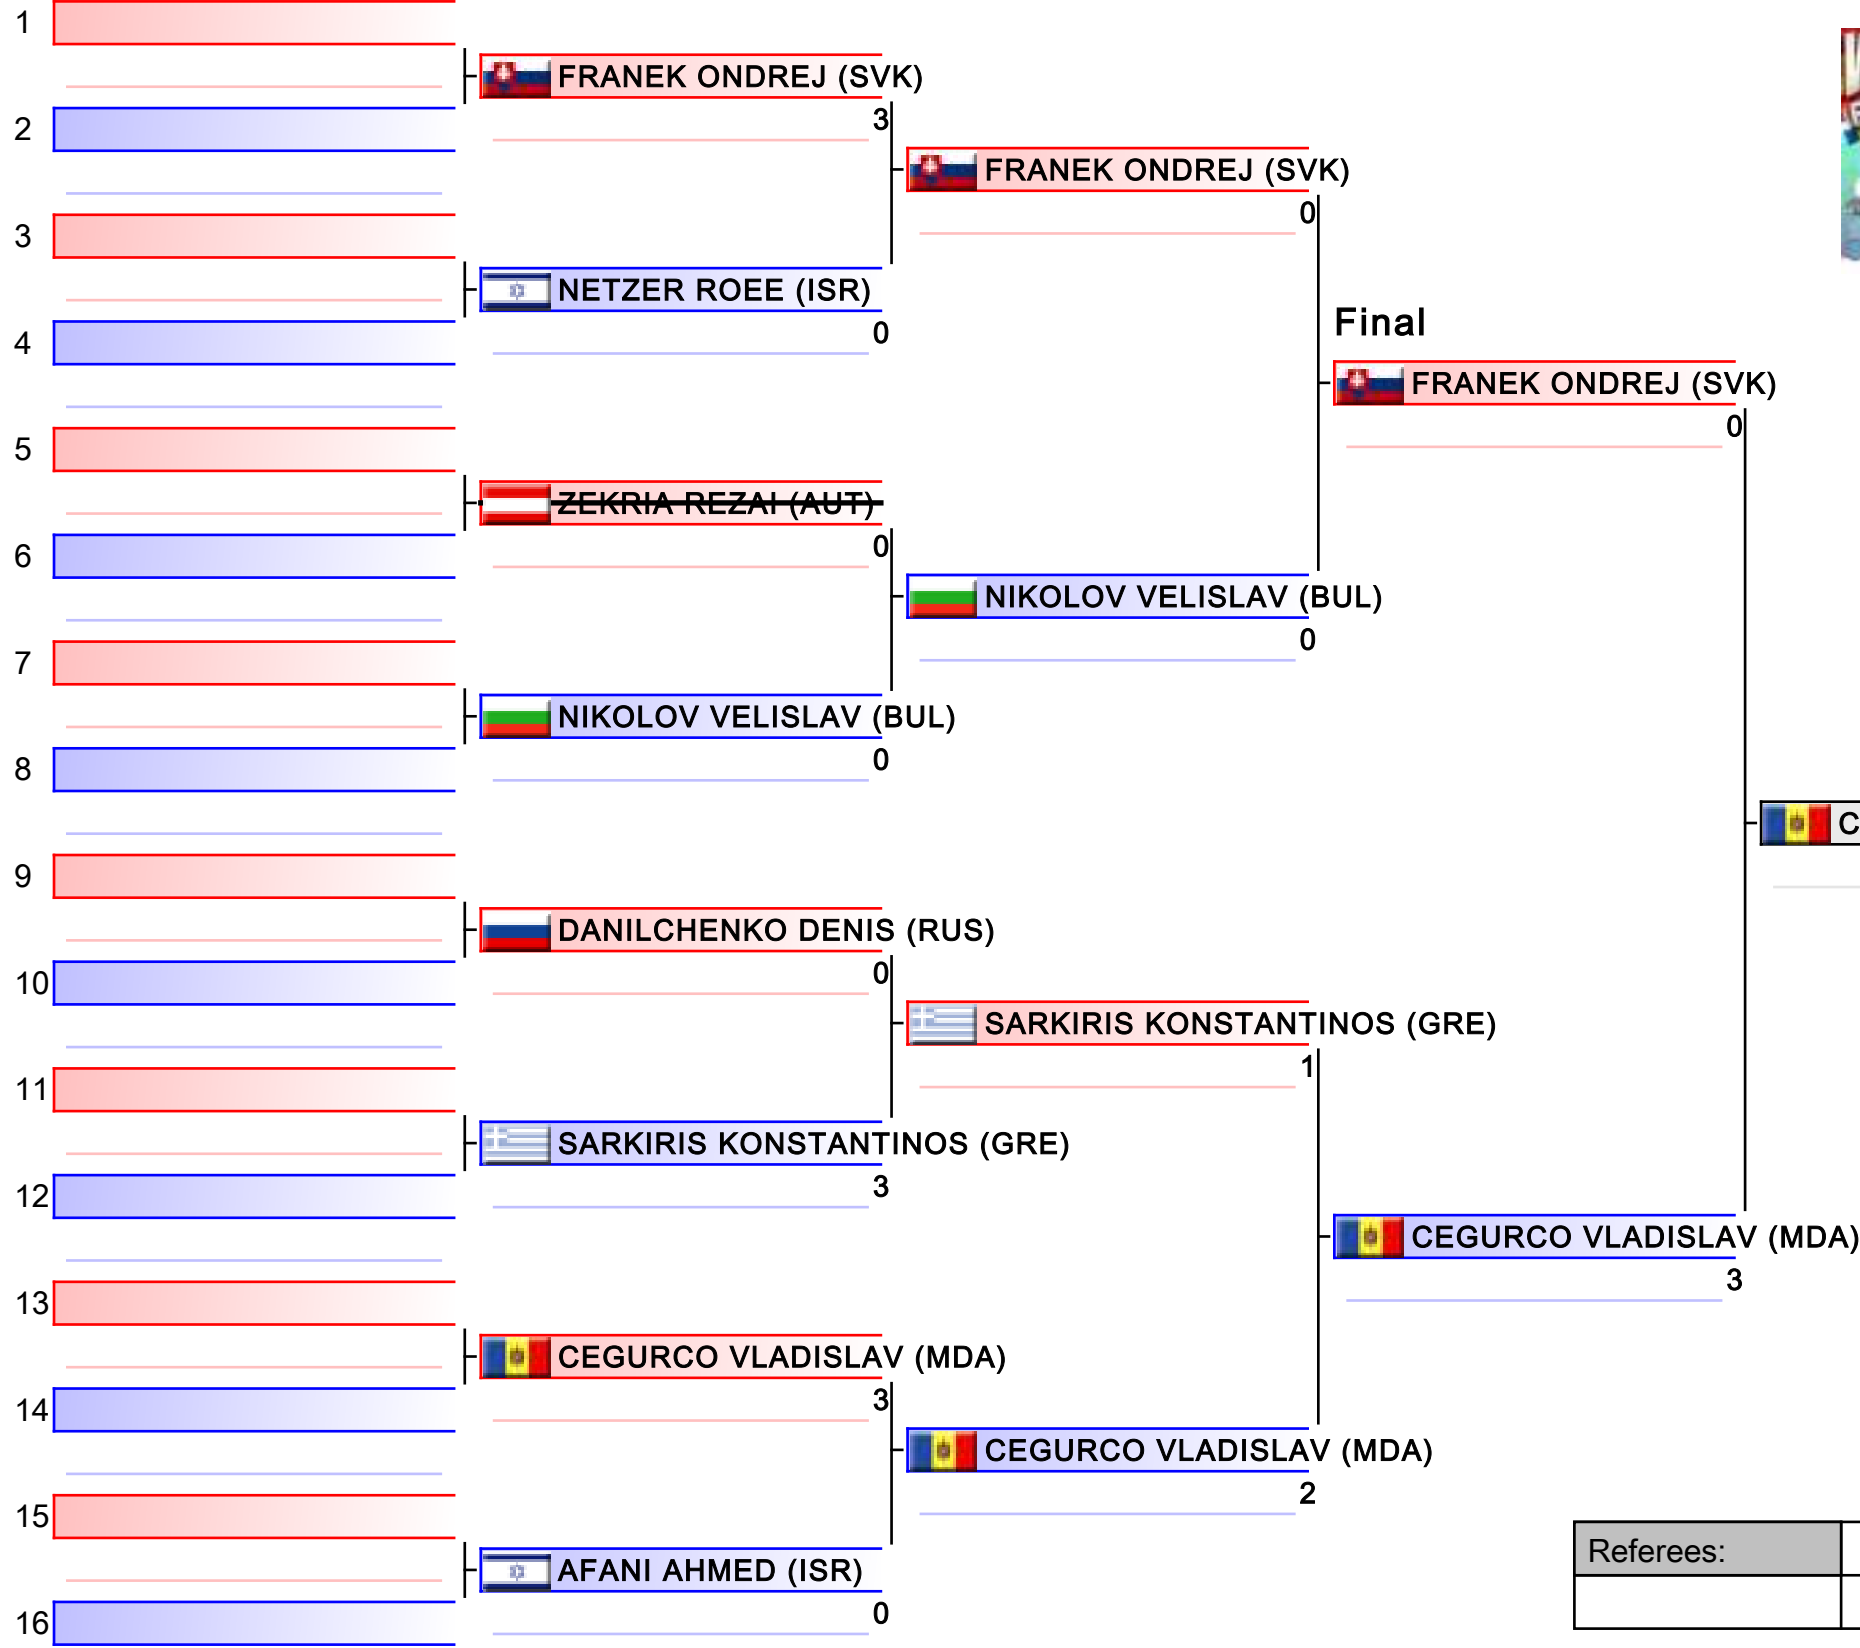 1
FRANEK ONDREJ (SVK)
3
2
FRANEK ONDREJ (SVK)
0
3
NETZER ROEE (ISR)
0
4
Final
FRANEK ONDREJ (SVK)
0
5
ZEKRIA REZAI (AUT)
0
6
NIKOLOV VELISLAV (BUL)
0
7
NIKOLOV VELISLAV (BUL)
0
8
C
9
DANILCHENKO DENIS (RUS)
0
10
SARKIRIS KONSTANTINOS (GRE)
1
11
SARKIRIS KONSTANTINOS (GRE)
3
12
CEGURCO VLADISLAV (MDA)
3
13
CEGURCO VLADISLAV (MDA)
3
14
CEGURCO VLADISLAV (MDA)
2
15
Referees:
AFANI AHMED (ISR)
0
16